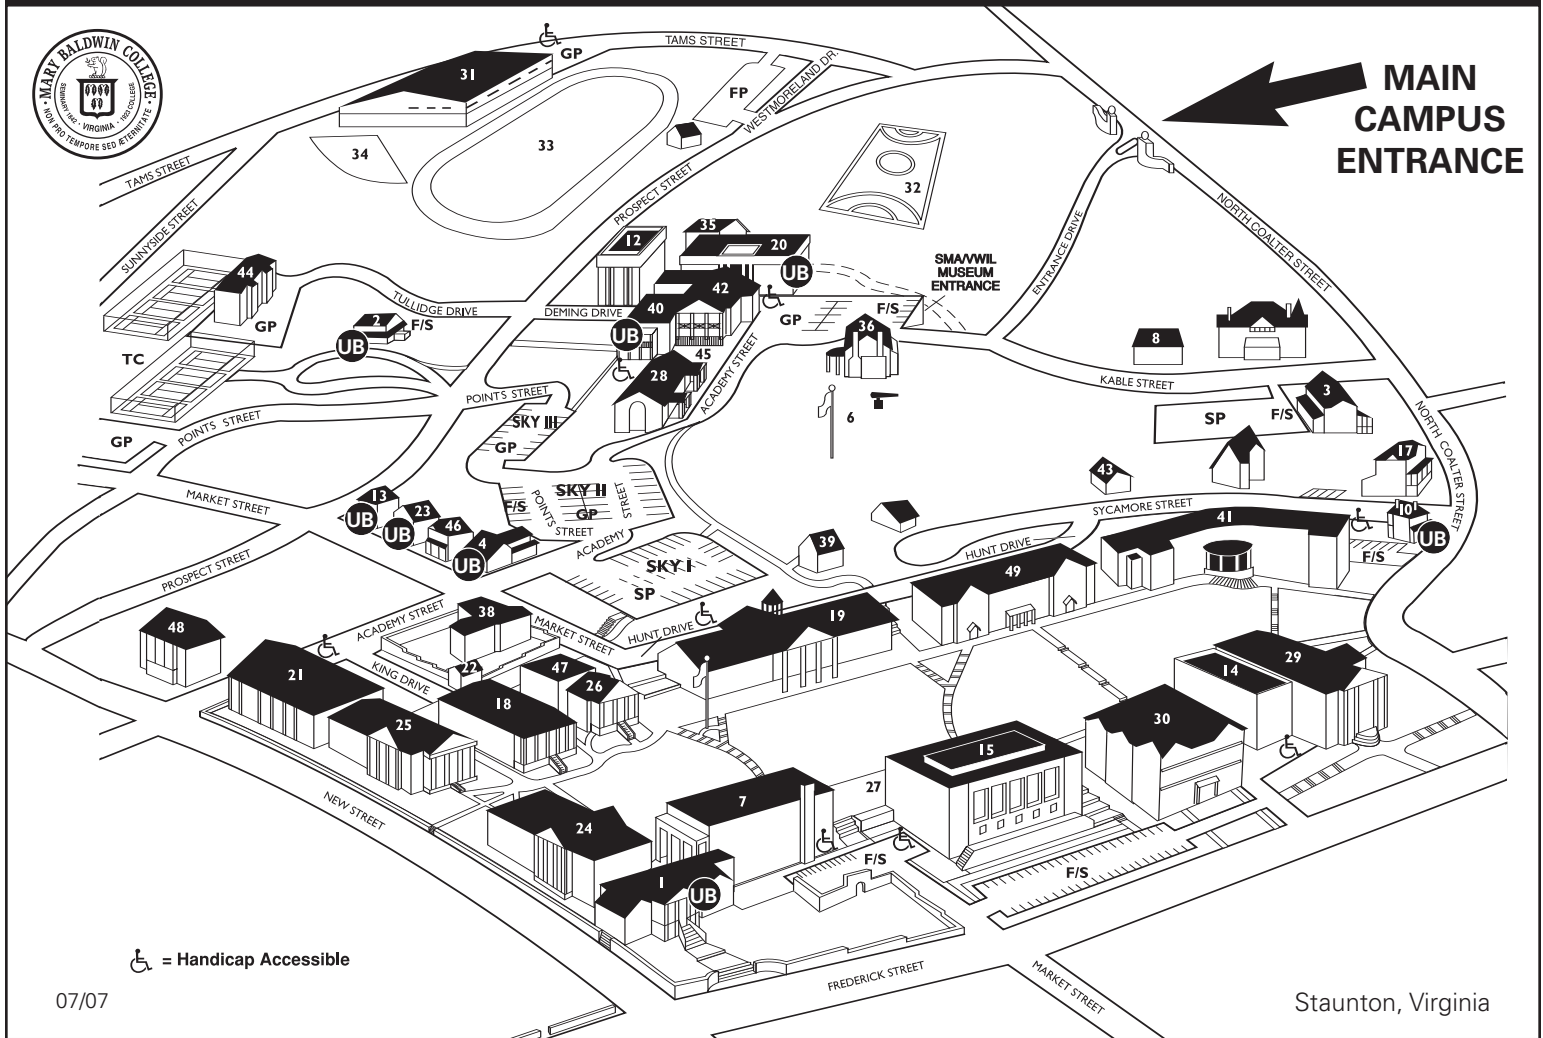 MARY BALDWIN COLLEGE
SEMINARY 1842 · VIRGINIA · 1923 COLLEGE
· NON PRO TEMPORE SED ÆTERNITATE ·
MAIN
CAMPUS
ENTRANCE
GP
TAMS STREET
31
FP
WESTMORELAND DR.
34
33
32
TAMS STREET
SUNNYSIDE STREET
PROSPECT STREET
NORTH COALTER STREET
ENTRANCE DRIVE
35
12
20
UB
SMA/VWIL
MUSEUM
ENTRANCE
44
TULLIDGE DRIVE
42
40
DEMING DRIVE
GP
F/S
2
F/S
GP
UB
UB
36
8
TC
45
ACADEMY STREET
28
KABLE STREET
3
POINTS STREET
6
SP
F/S
NORTH COALTER STREET
POINTS STREET
GP
SKY III
GP
17
43
MARKET STREET
13
UB
23
UB
46
4
UB
F/S
SKY II
GP
POINTS
STREET
ACADEMY
STREET
SYCAMORE STREET
10
UB
41
F/S
39
HUNT DRIVE
49
PROSPECT STREET
SKY I
SP
48
ACADEMY STREET
38
MARKET STREET
HUNT DRIVE
19
21
KING DRIVE
22
47
26
18
25
14
29
30
15
27
7
NEW STREET
24
F/S
F/S
1
UB
= Handicap Accessible
FREDERICK STREET
MARKET STREET
07/07
Staunton, Virginia